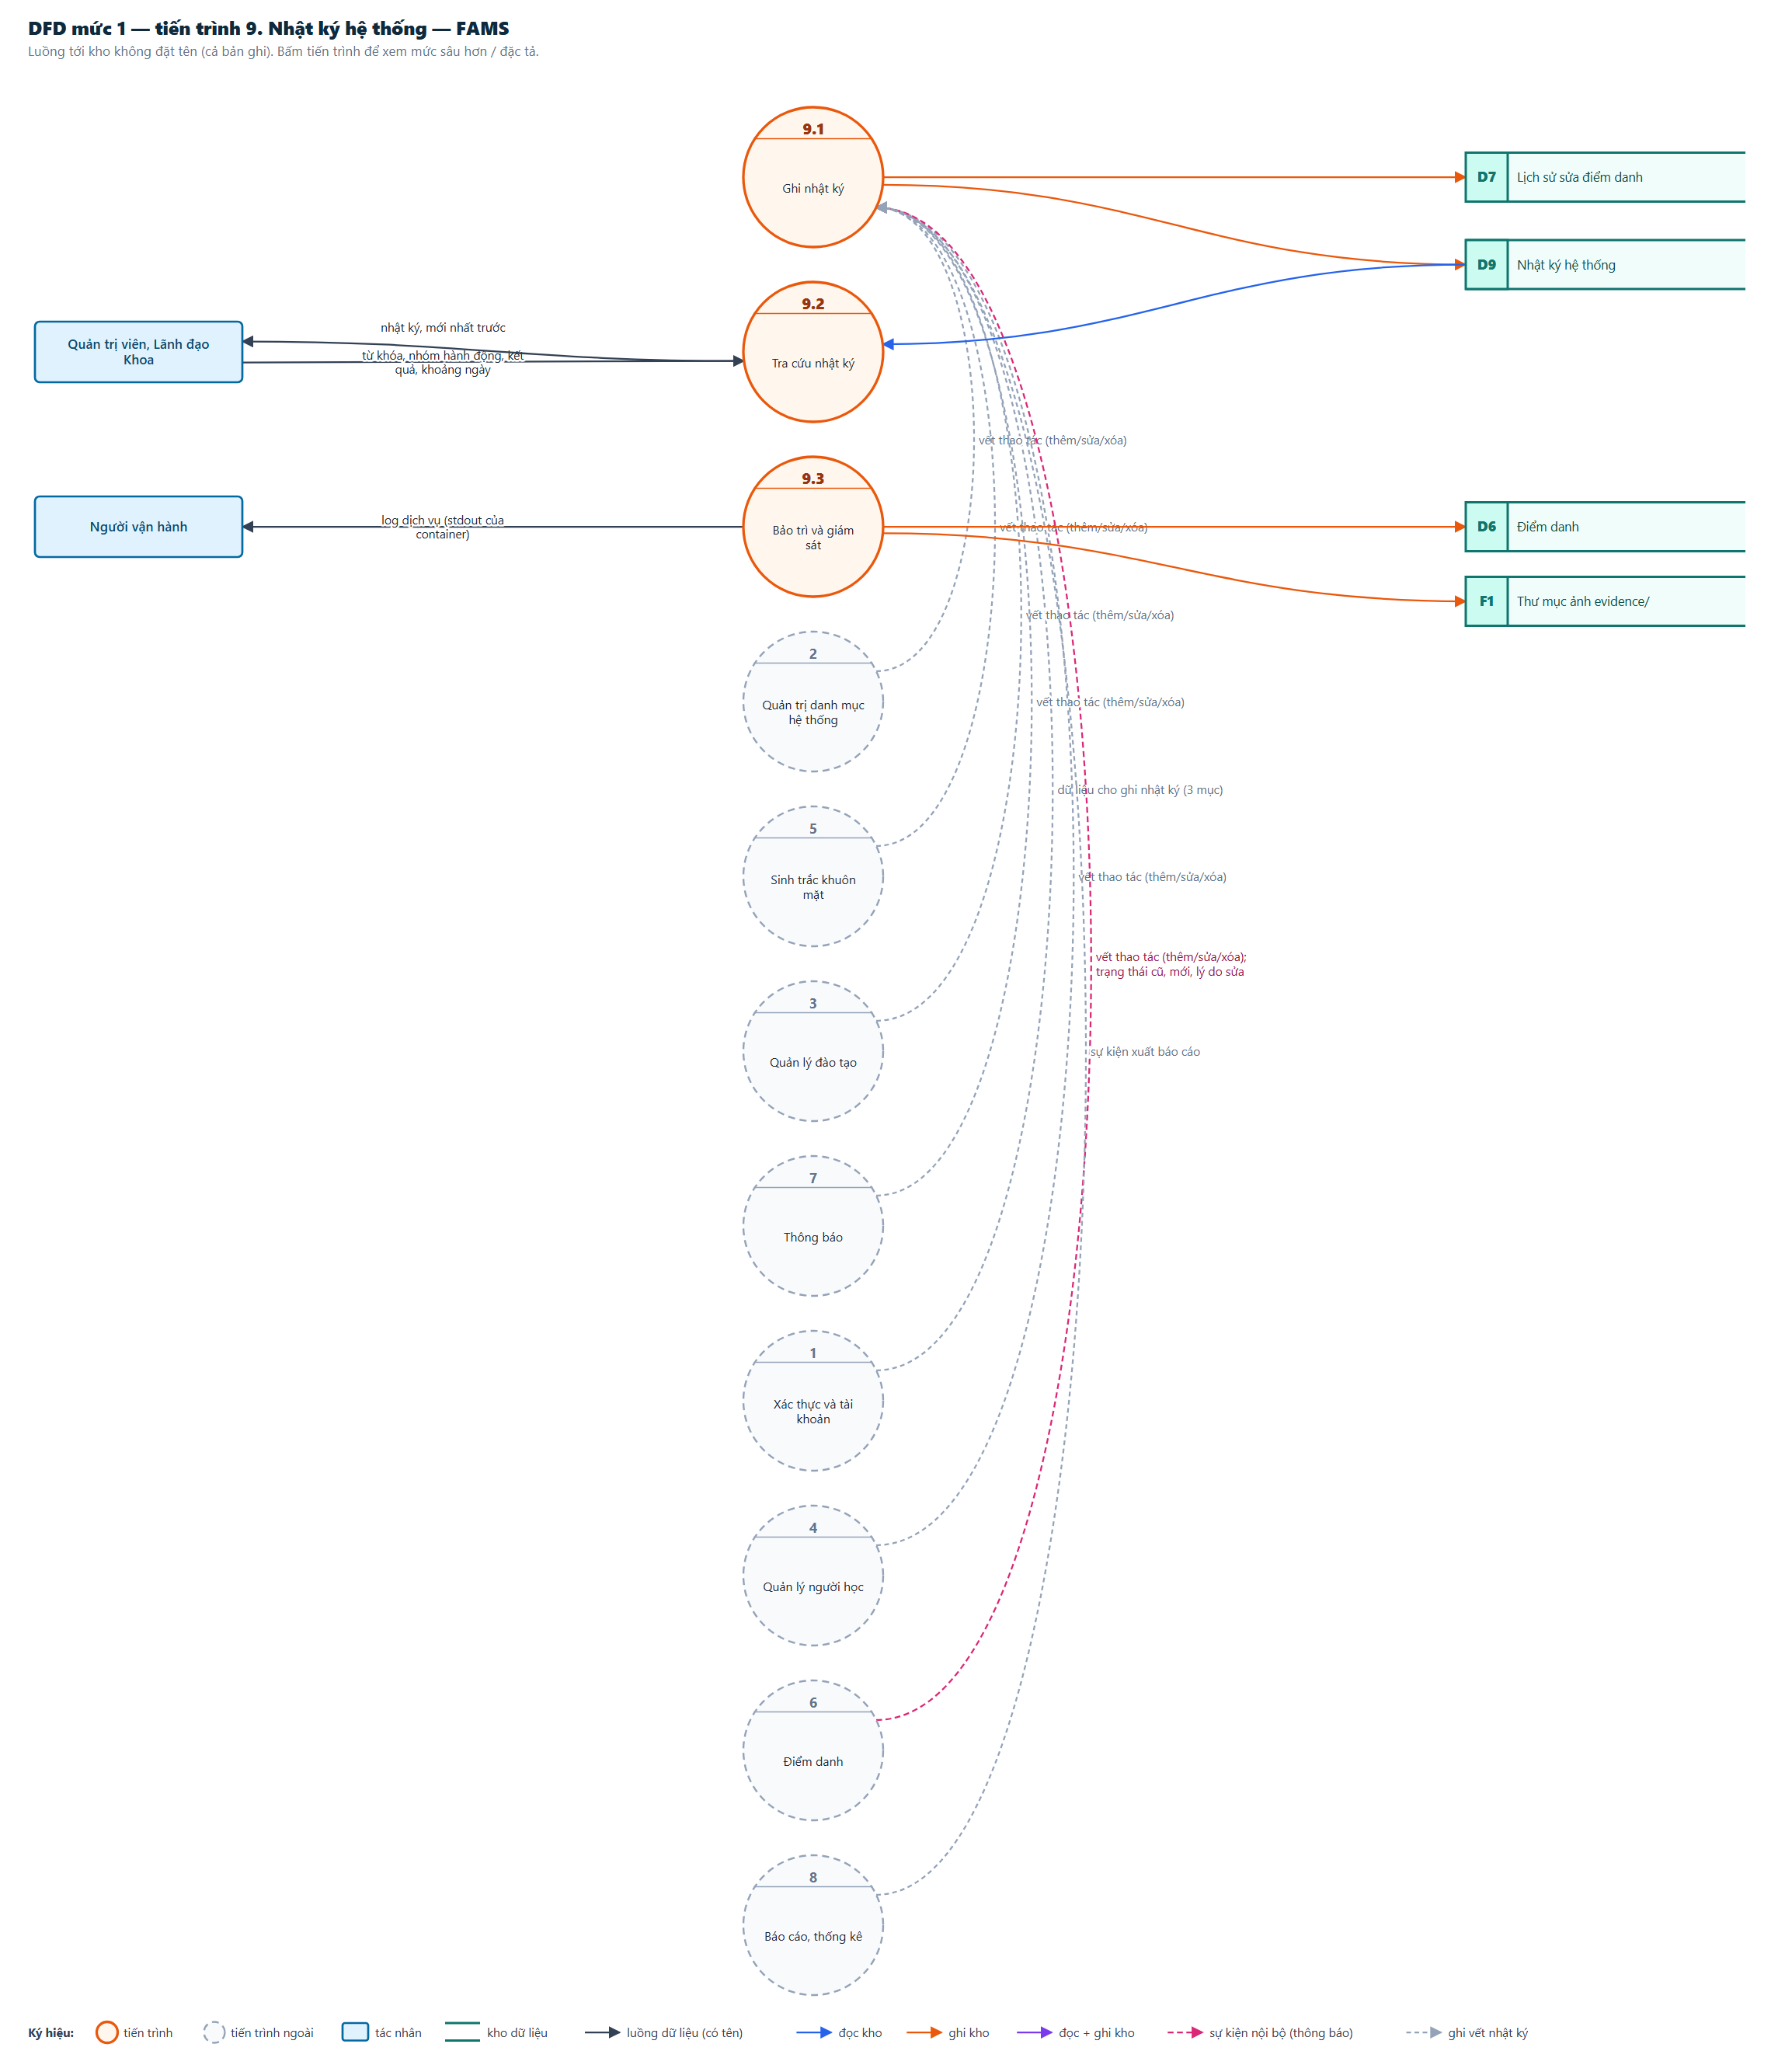 DFD mức 1 — tiến trình 9. Nhật ký hệ thống — FAMS
Luồng tới kho không đặt tên (cả bản ghi). Bấm tiến trình để xem mức sâu hơn / đặc tả.
9.1
Ghi nhật ký
D7
Lịch sử sửa điểm danh
D9
Nhật ký hệ thống
9.2
Tra cứu nhật ký
Quản trị viên, Lãnh đạo
Khoa
nhật ký, mới nhất trước
từ khóa, nhóm hành động, kết
quả, khoảng ngày
vết thao tác (thêm/sửa/xóa)
9.3
Bảo trì và giám
sát
Người vận hành
log dịch vụ (stdout của
container)
vết thao tác (thêm/sửa/xóa)
D6
Điểm danh
F1
Thư mục ảnh evidence/
vết thao tác (thêm/sửa/xóa)
2
Quản trị danh mục
hệ thống
vết thao tác (thêm/sửa/xóa)
dữ liệu cho ghi nhật ký (3 mục)
5
Sinh trắc khuôn
mặt
vết thao tác (thêm/sửa/xóa)
vết thao tác (thêm/sửa/xóa);
trạng thái cũ, mới, lý do sửa
3
Quản lý đào tạo
sự kiện xuất báo cáo
7
Thông báo
1
Xác thực và tài
khoản
4
Quản lý người học
6
Điểm danh
8
Báo cáo, thống kê
Ký hiệu:
tiến trình
tiến trình ngoài
tác nhân
kho dữ liệu
luồng dữ liệu (có tên)
đọc kho
ghi kho
đọc + ghi kho
sự kiện nội bộ (thông báo)
ghi vết nhật ký